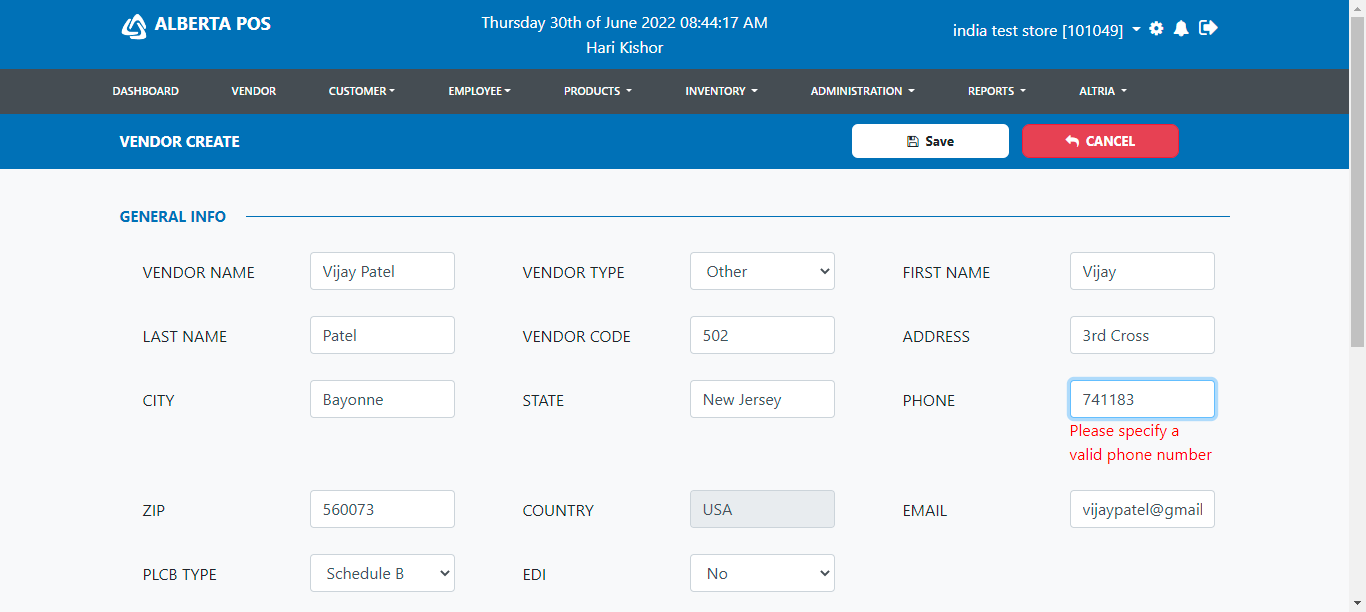 ALBERTA POS
Thursday 30th of June 2022 08:44:17 AM
Hari Kishor
india test store [101049]
DASHBOARD VENDOR CUSTOMER EMPLOYEE PRODUCTS INVENTORY ADMINISTRATION REPORTS ALTRIA
VENDOR CREATE Save CANCEL
GENERAL INFO
VENDOR NAME Vijay Patel VENDOR TYPE Other FIRST NAME Vijay
LAST NAME Patel VENDOR CODE 502 ADDRESS 3rd Cross
CITY Bayonne STATE New Jersey PHONE 741183
Please specify a
valid phone number
ZIP 560073 COUNTRY USA EMAIL vijaypatel@gmail
PLCB TYPE Schedule B EDI No